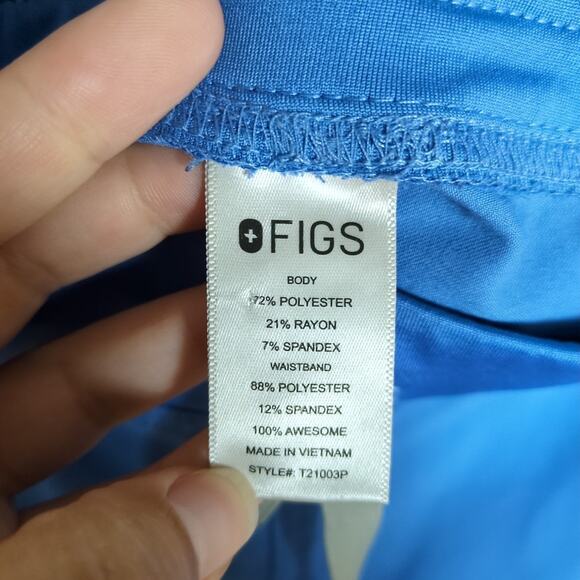 FIGS
BODY
72% POLYESTER
21% RAYON
7% SPANDEX
WAISTBAND
88% POLYESTER
12% SPANDEX
100% AWESOME
MADE IN VIETNAM
STYLE#: T21003P